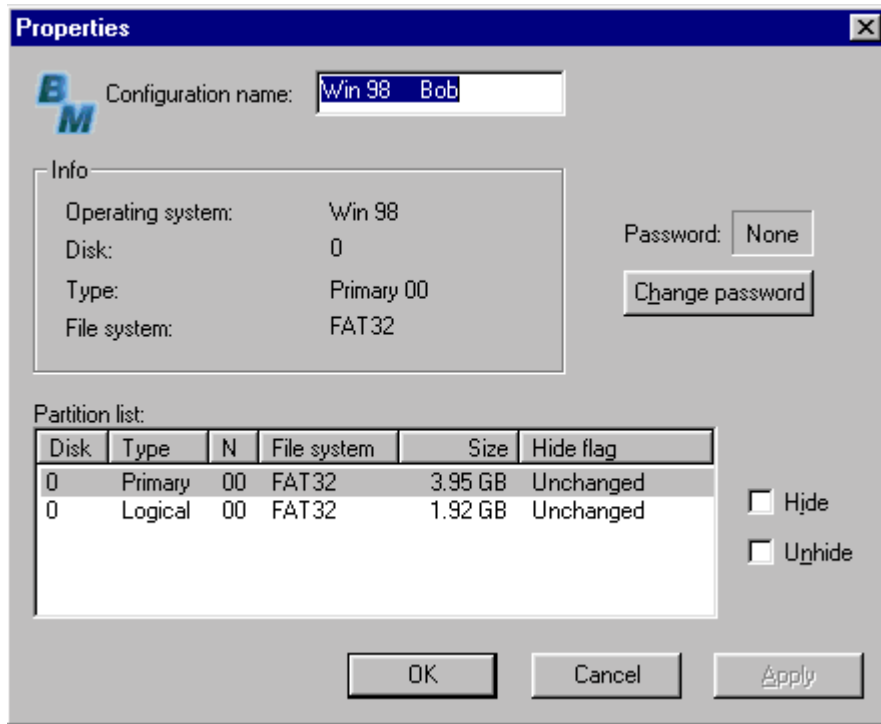 Properties
BM
Configuration name: Win 98 Bob
Info
Operating system: Win 98
Disk: 0
Type: Primary 00
File system: FAT32
Password: None
Change password
Partition list:
Disk Type N File system Size Hide flag
0 Primary 00 FAT32 3.95 GB Unchanged
0 Logical 00 FAT32 1.92 GB Unchanged
Hide
Unhide
OK Cancel Apply